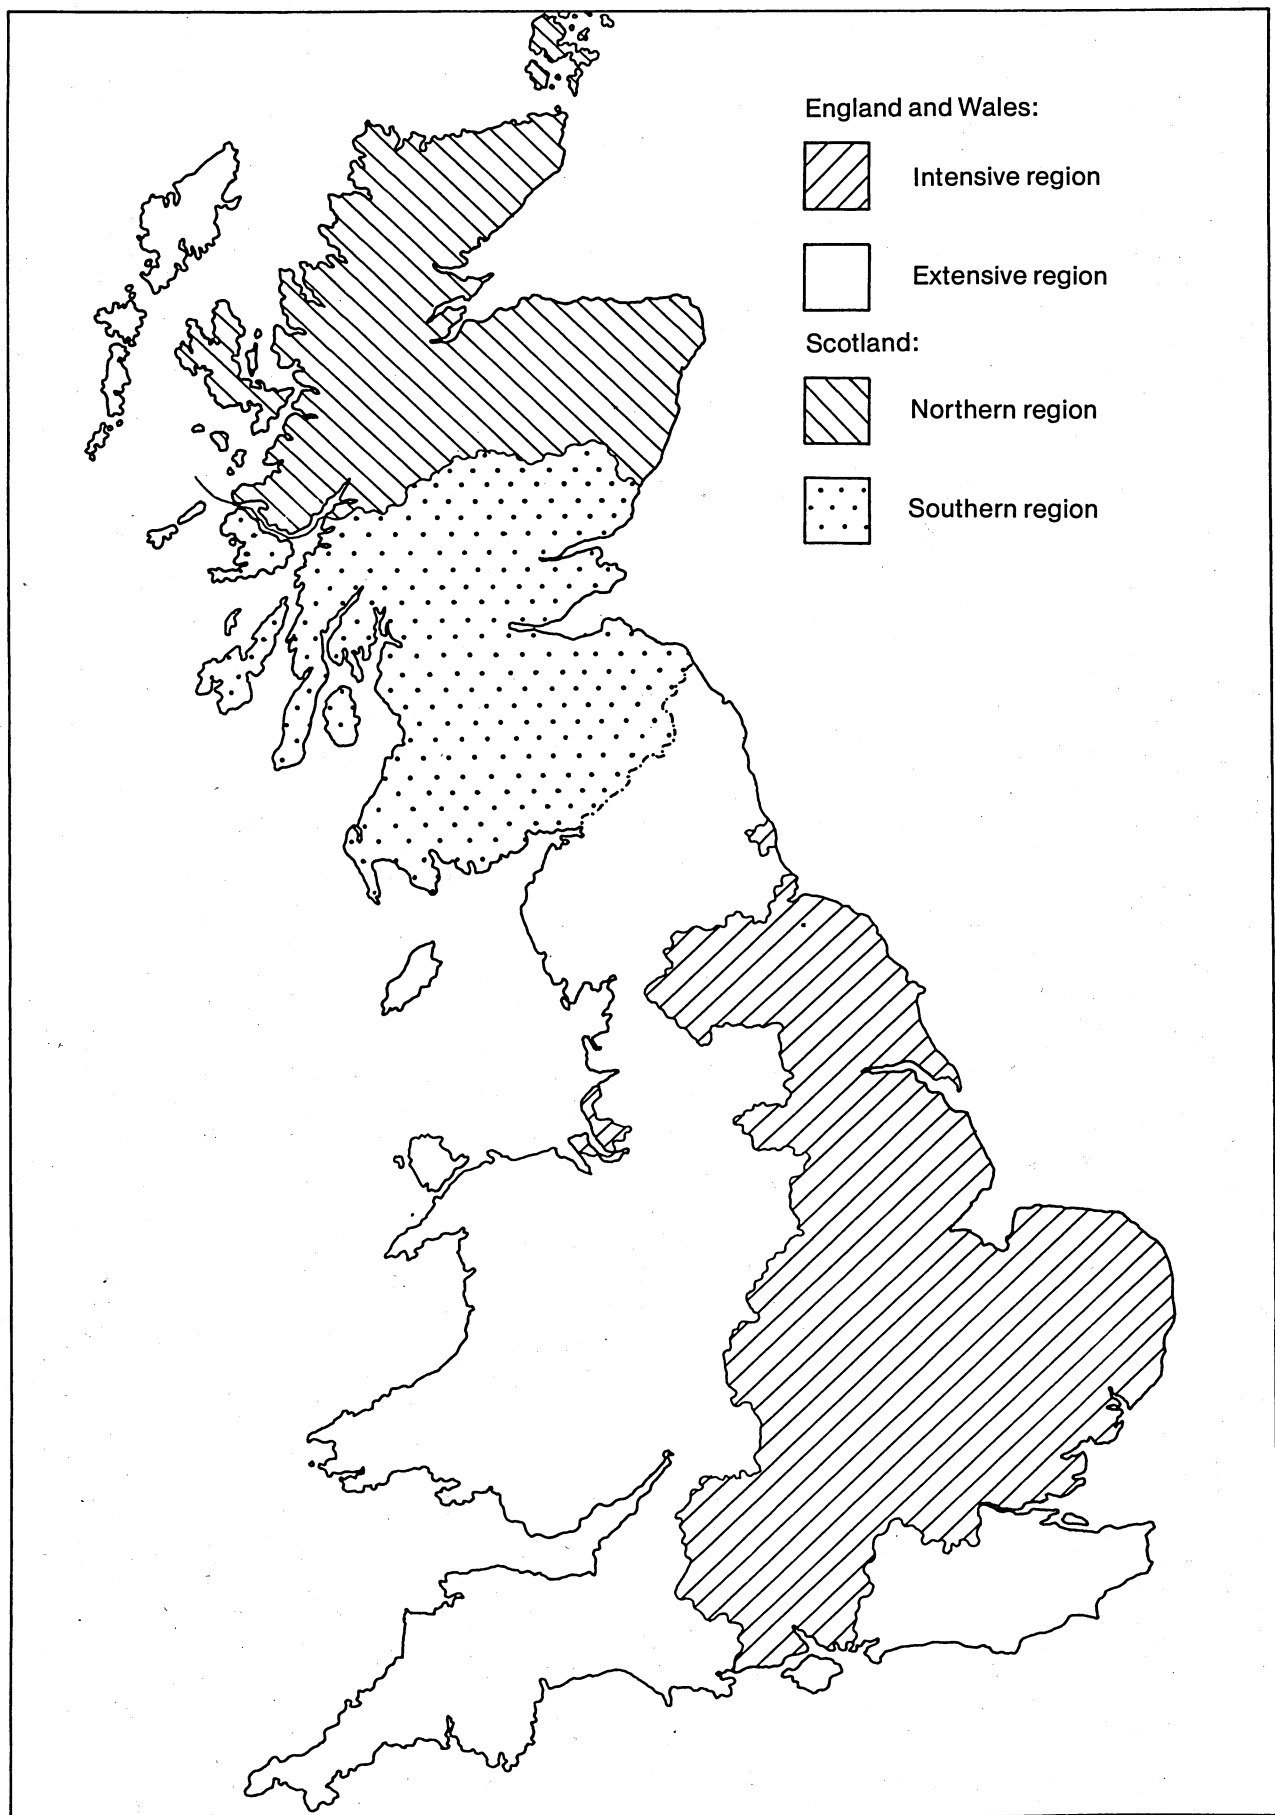 England and Wales:
Intensive region
Extensive region
Scotland:
Northern region
Southern region